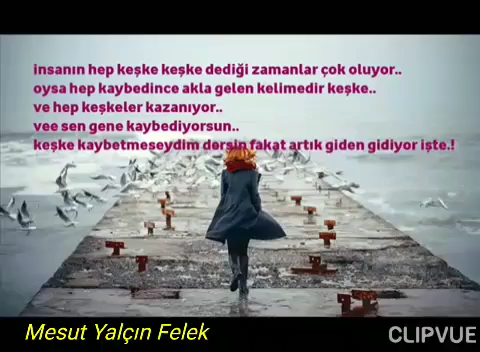 insanın hep keşke keşke dediği zamanlar çok oluyor..
oysa hep kaybedince akla gelen kelimedir keşke..
ve hep keşkeler kazanıyor..
vee sen gene kaybediyorsun..
keşke kaybetmeseydim dersin fakat artık giden gidiyor işte.!
Mesut Yalçın Felek
CLIPVUE